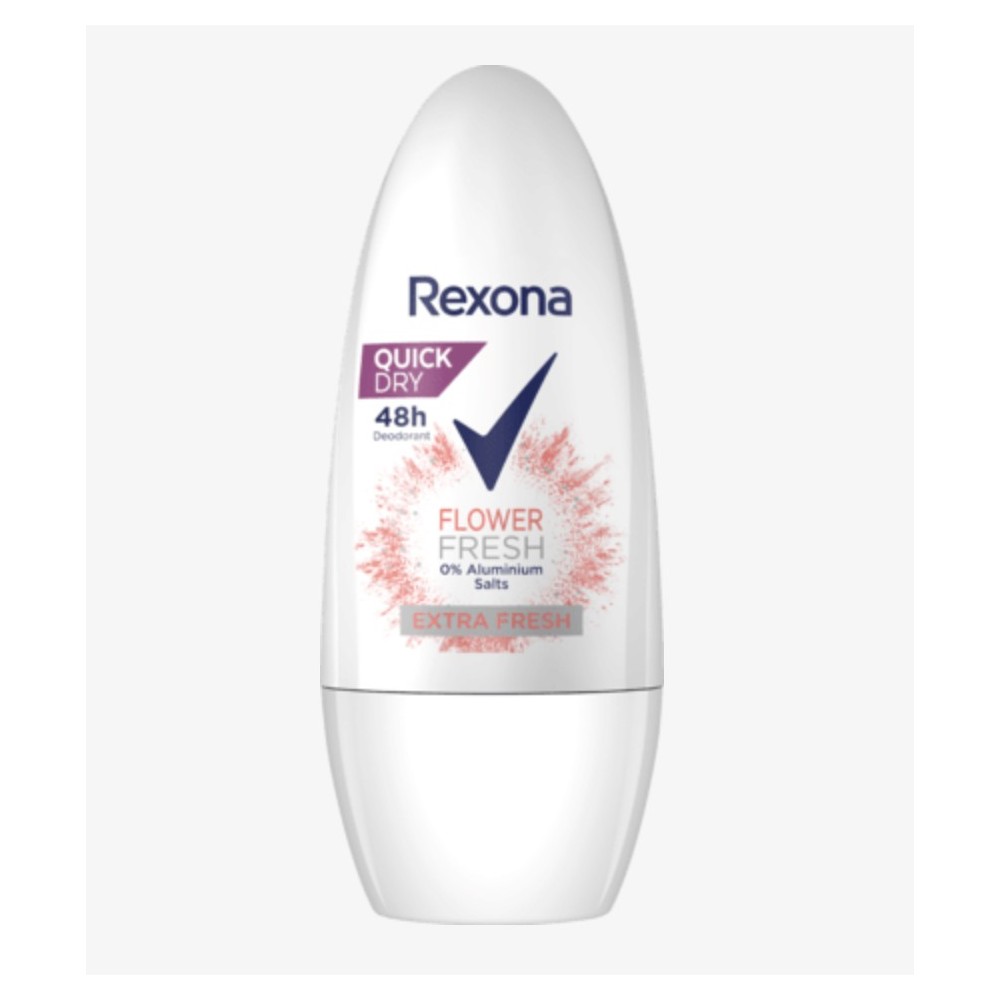 Rexona
QUICK
DRY
48h
Deodorant
FLOWER
FRESH
0% Aluminium
Salts
EXTRA FRESH